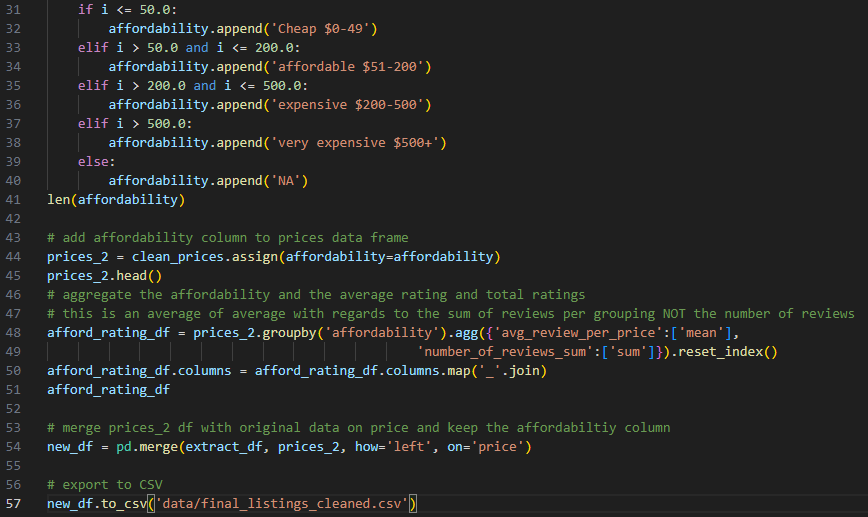 31 if i <= 50.0:
32 affordability.append('Cheap $0-49')
33 elif i > 50.0 and i <= 200.0:
34 affordability.append('affordable $51-200')
35 elif i > 200.0 and i <= 500.0:
36 affordability.append('expensive $200-500')
37 elif i > 500.0:
38 affordability.append('very expensive $500+')
39 else:
40 affordability.append('NA')
41 len(affordability)
42
43 # add affordability column to prices data frame
44 prices_2 = clean_prices.assign(affordability=affordability)
45 prices_2.head()
46 # aggregate the affordability and the average rating and total ratings
47 # this is an average of average with regards to the sum of reviews per grouping NOT the number of reviews
48 afford_rating_df = prices_2.groupby('affordability').agg({'avg_review_per_price':['mean'],
49 'number_of_reviews_sum':['sum']}).reset_index()
50 afford_rating_df.columns = afford_rating_df.columns.map('_'.join)
51 afford_rating_df
52
53 # merge prices_2 df with original data on price and keep the affordabiltiy column
54 new_df = pd.merge(extract_df, prices_2, how='left', on='price')
55
56 # export to CSV
57 new_df.to_csv('data/final_listings_cleaned.csv')